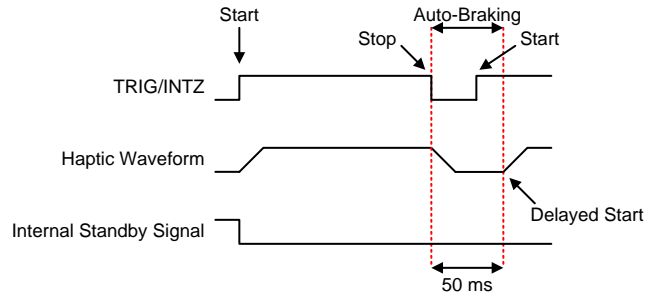 Start
Auto-Braking
Stop
Start
TRIG/INTZ
Haptic Waveform
Delayed Start
Internal Standby Signal
50 ms